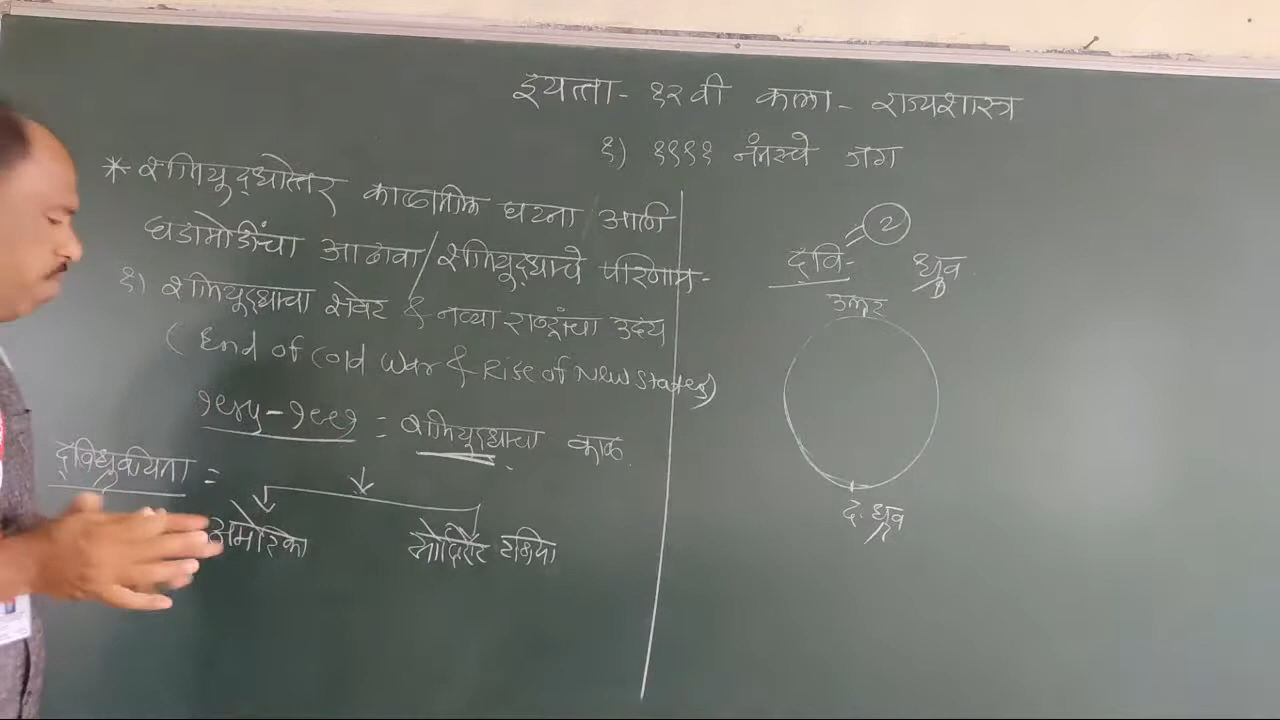 इयत्ता - १२वी कला - राज्यशास्त्र
१) १९९१ नंतरचे जग
* शीतयुद्धोत्तर काळातील घटना आणि
घडामोडींचा आढावा / शीतयुद्धाचे परिणाम -
१) शीतयुद्धाचा शेवट & नव्या राष्ट्रांचा उदय
( End of Cold War & Rise of New States)
१९४५ - १९९१ = शीतयुद्धाचा काळ.
द्विध्रुवीयता =
अमेरिका सोव्हिएट रशिया
2
द्वि- ध्रुव
उत्तर
द. ध्रुव